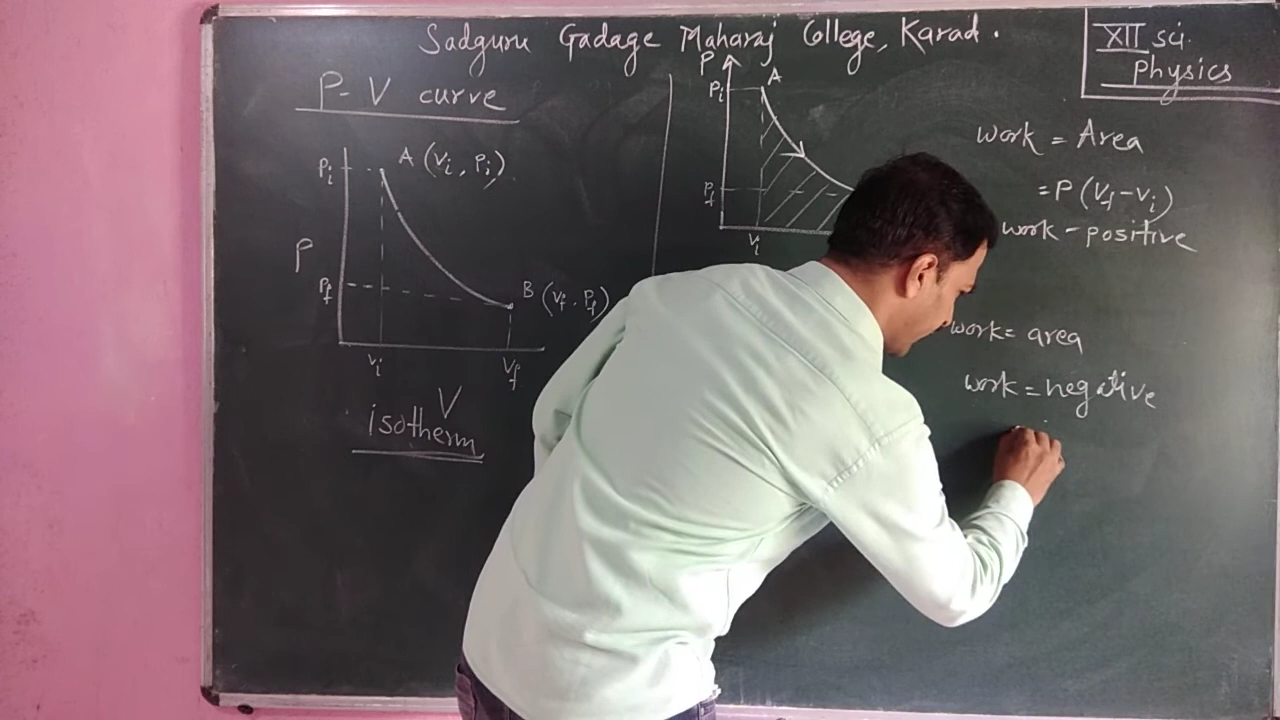 Sadguru Gadage Maharaj College, Karad.
XII sci.
Physics
P-V curve
Pi
A (Vi, Pi)
P
Pf
B (Vf, Pf)
Vi
Vf
V
isotherm
P
Pi
A
Pf
Vi
work = Area
= P (Vf - Vi)
work - positive
work = area
work = negative